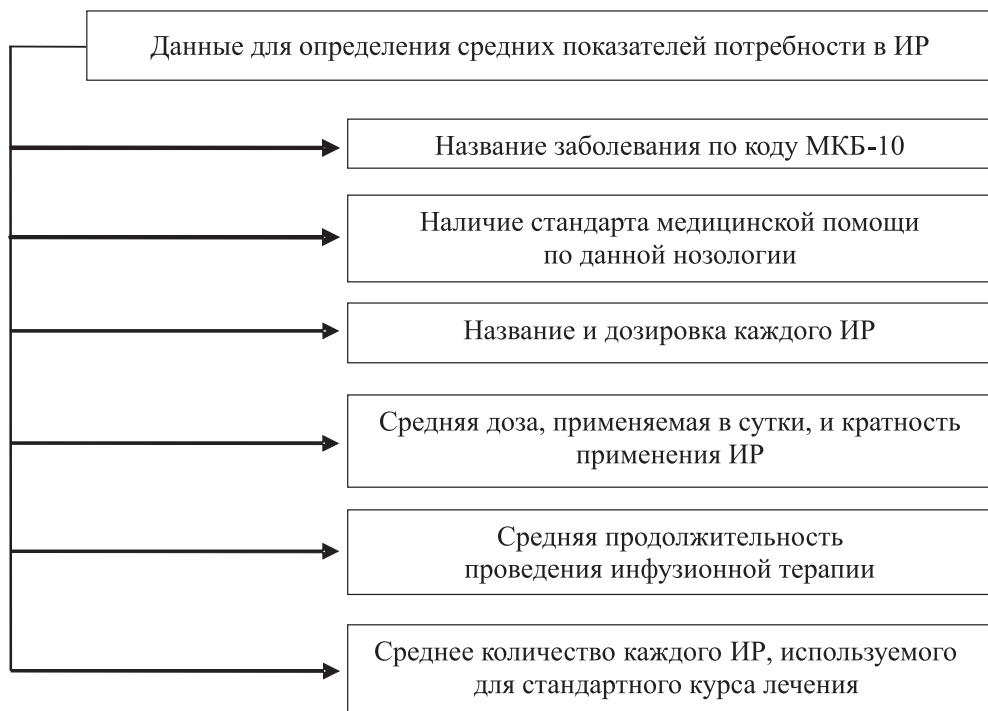 Данные для определения средних показателей потребности в ИР
Название заболевания по коду МКБ-10
Наличие стандарта медицинской помощи
по данной нозологии
Название и дозировка каждого ИР
Средняя доза, применяемая в сутки, и кратность
применения ИР
Средняя продолжительность
проведения инфузионной терапии
Среднее количество каждого ИР, используемого
для стандартного курса лечения